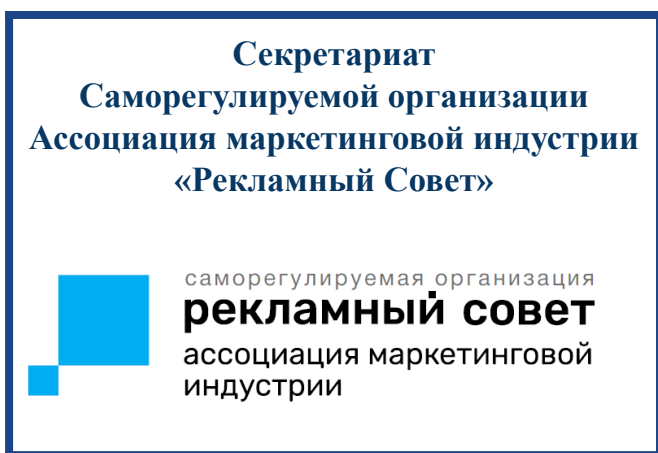 Секретариат
Саморегулируемой организации
Ассоциация маркетинговой индустрии
«Рекламный Совет»
саморегулируемая организация
рекламный совет
ассоциация маркетинговой
индустрии